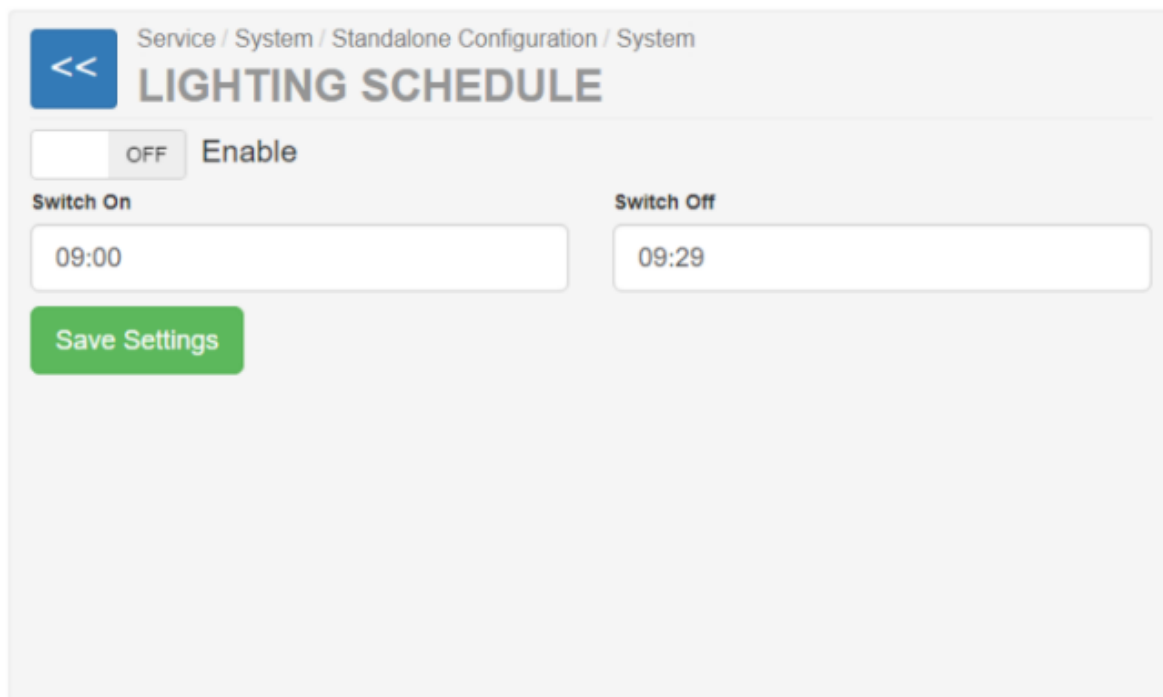 <<
Service / System / Standalone Configuration / System
LIGHTING SCHEDULE
OFF Enable
Switch On
Switch Off
09:00
09:29
Save Settings